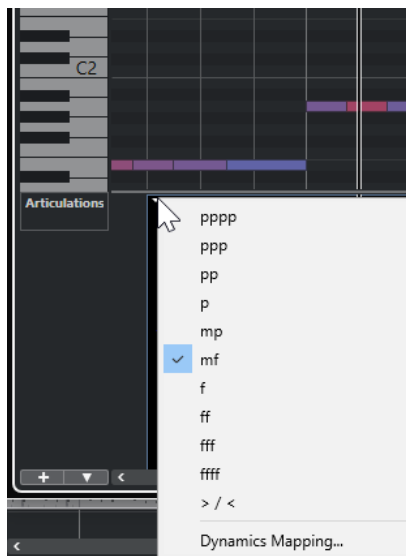 C2
Articulations
pppp
ppp
pp
p
mp
mf
f
ff
fff
ffff
> / <
Dynamics Mapping...